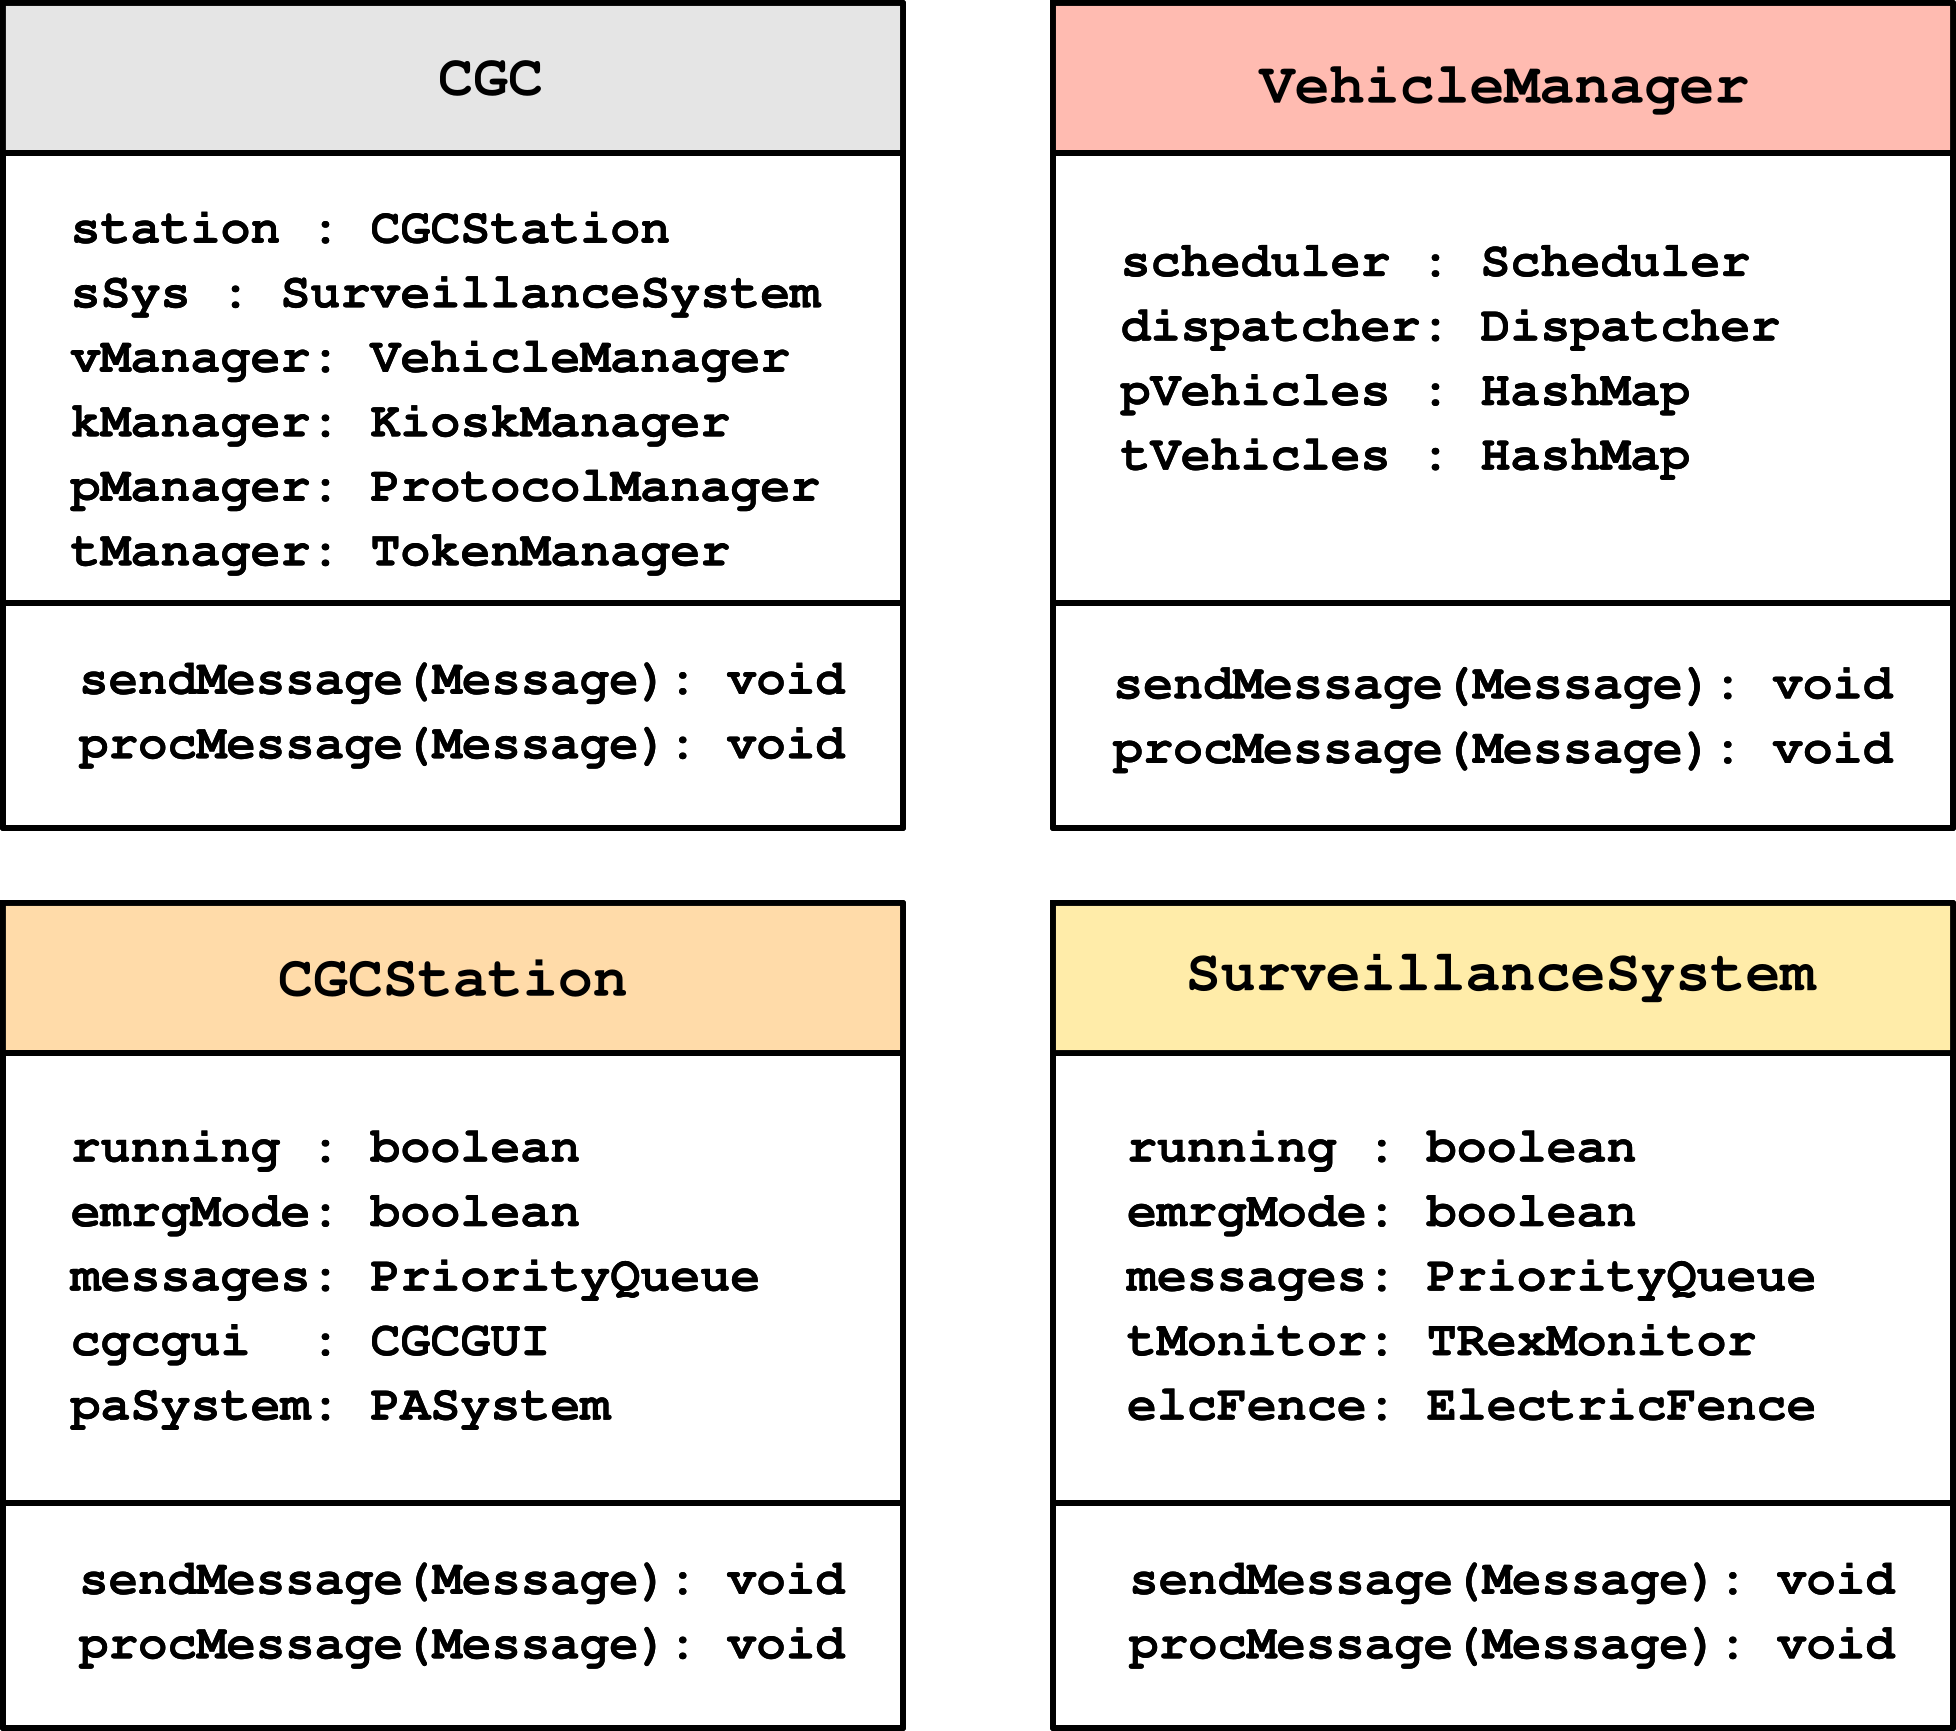 CGC
station : CGCStation
sSys : SurveillanceSystem
vManager: VehicleManager
kManager: KioskManager
pManager: ProtocolManager
tManager: TokenManager
sendMessage(Message): void
procMessage(Message): void
VehicleManager
scheduler : Scheduler
dispatcher: Dispatcher
pVehicles : HashMap
tVehicles : HashMap
sendMessage(Message): void
procMessage(Message): void
CGCStation
running : boolean
emrgMode: boolean
messages: PriorityQueue
cgcgui  : CGCGUI
paSystem: PASystem
sendMessage(Message): void
procMessage(Message): void
SurveillanceSystem
running : boolean
emrgMode: boolean
messages: PriorityQueue
tMonitor: TRexMonitor
elcFence: ElectricFence
sendMessage(Message): void
procMessage(Message): void